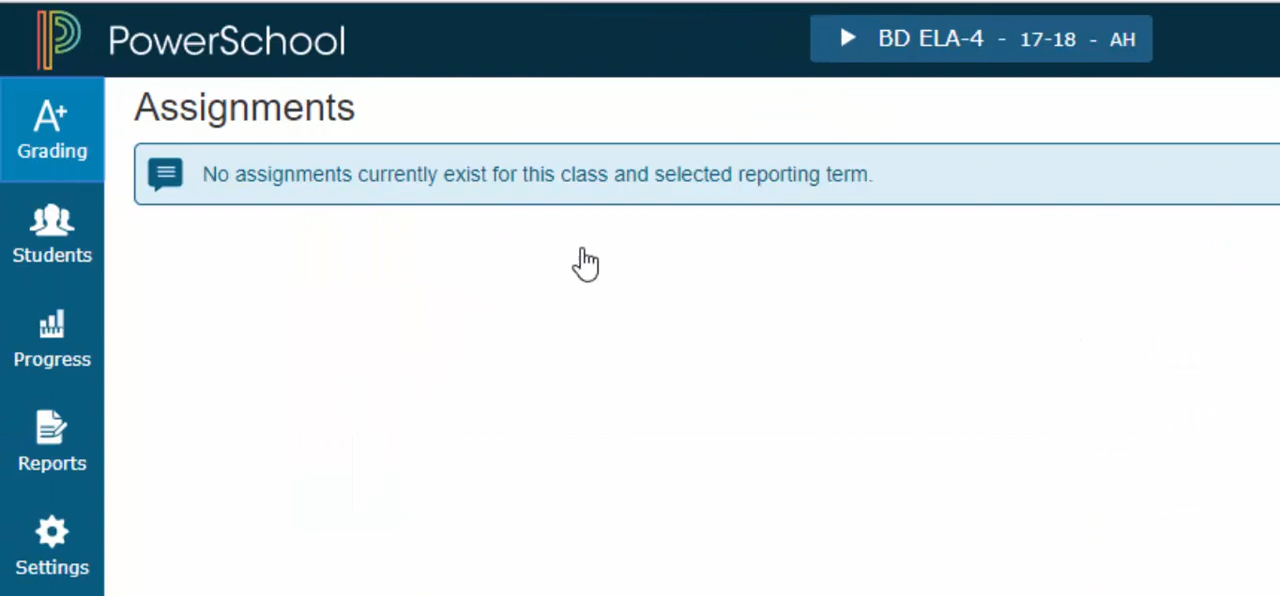 PowerSchool
BD ELA-4 - 17-18 - AH
A+
Grading
Assignments
No assignments currently exist for this class and selected reporting term.
Students
Progress
Reports
Settings